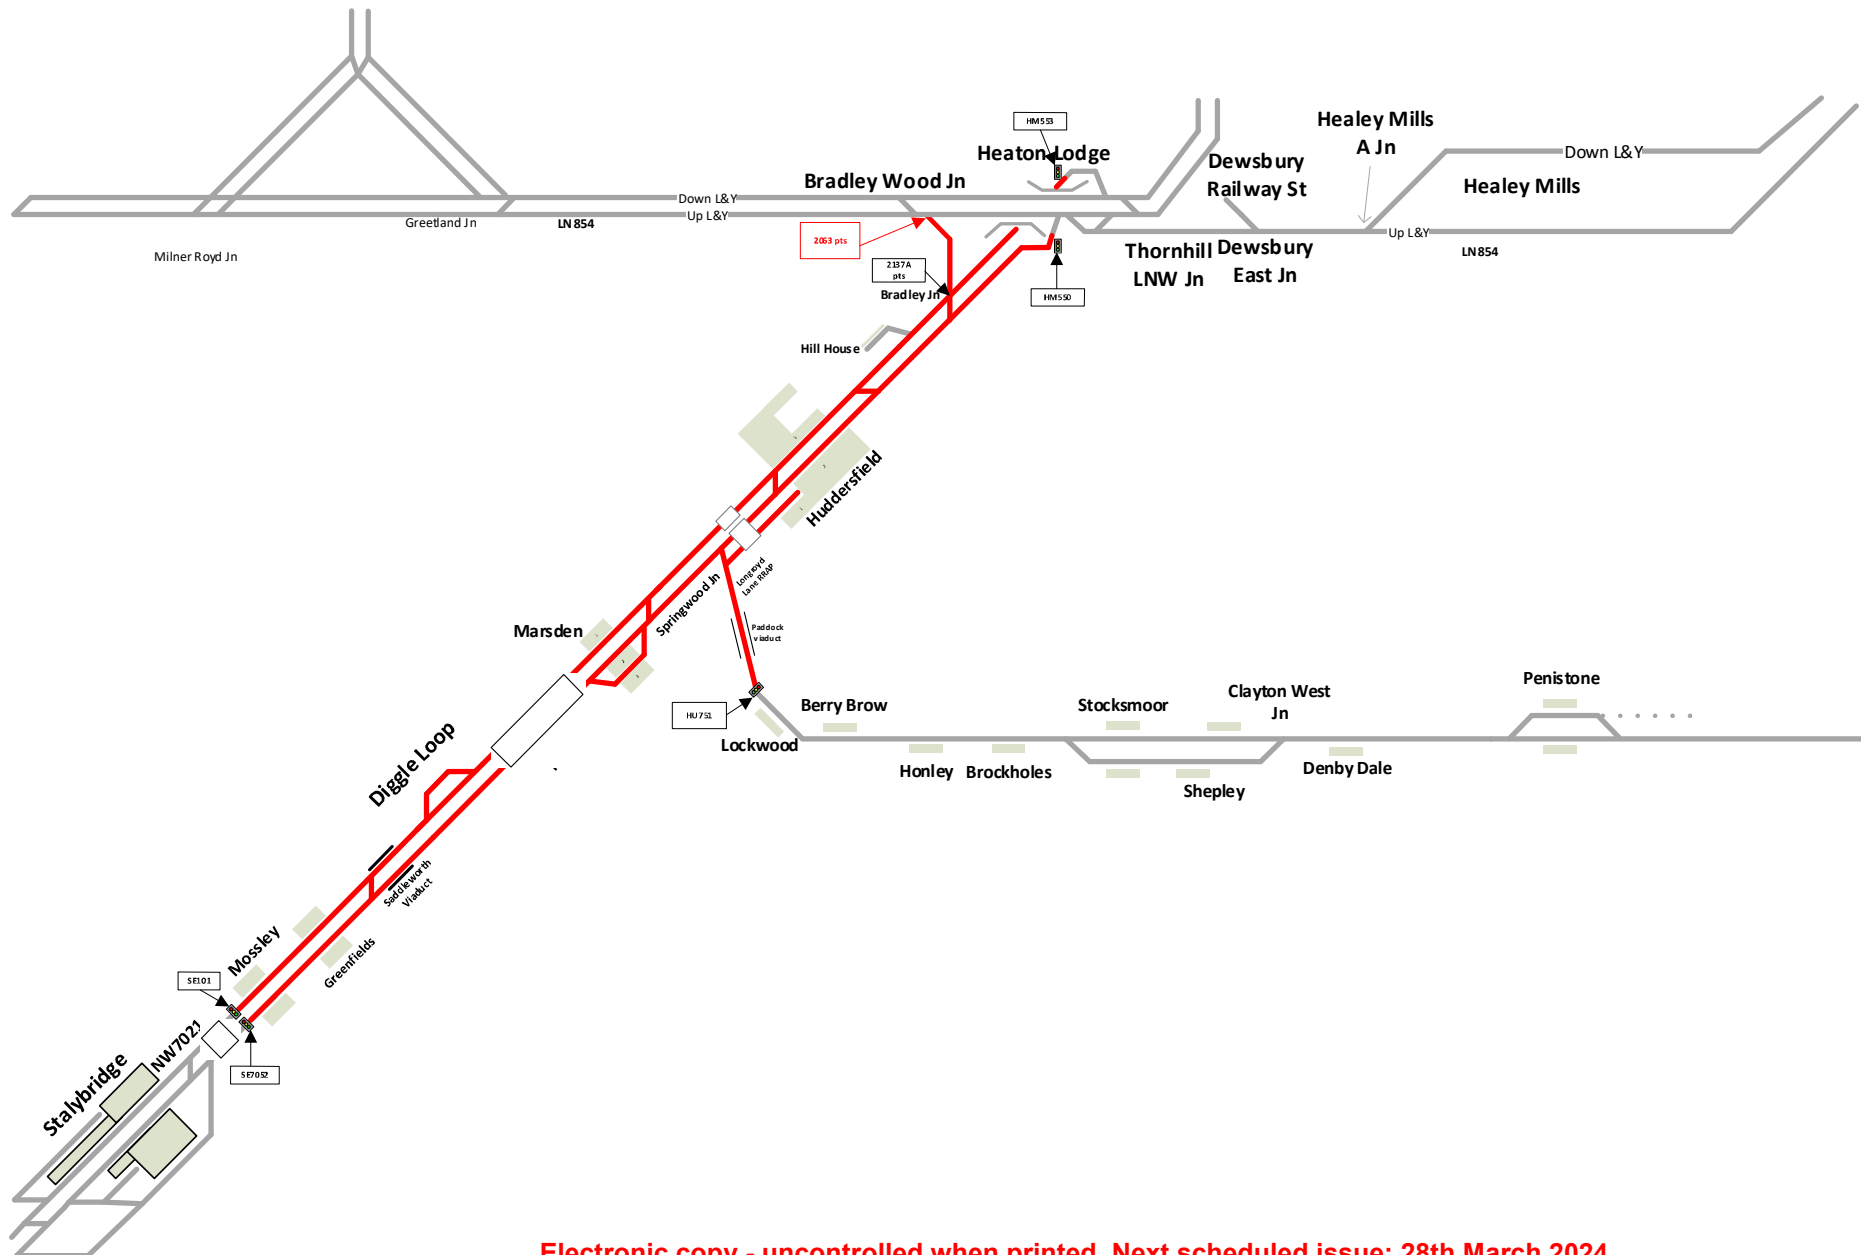 HM553
Healey Mills
A Jn
Heaton Lodge
Down L&Y
Dewsbury
Railway St
Bradley Wood Jn
Healey Mills
Down L&Y
Up L&Y
Greetland Jn
LN854
Up L&Y
2063 pts
Milner Royd Jn
Thornhill
LNW Jn
Dewsbury
East Jn
LN854
2137A
pts
Bradley Jn
HM550
Hill House
Huddersfield
Longroyd
Lane RRAP
Springwood Jn
Marsden
Paddock
viaduct
HU751
Lockwood
Berry Brow
Honley
Brockholes
Stocksmoor
Shepley
Clayton West
Jn
Denby Dale
Penistone
Diggle Loop
Saddleworth
Viaduct
Mossley
Greenfields
SE101
NW7021
SE7052
Stalybridge
Electronic copy - uncontrolled when printed. Next scheduled issue: 28th March 2024